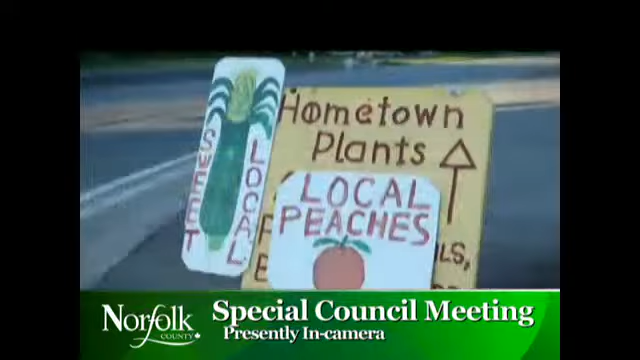 SWEET
LOCAL
Hometown
Plants
LOCAL
PEACHES
Norfolk
COUNTY
Special Council Meeting
Presently In-camera